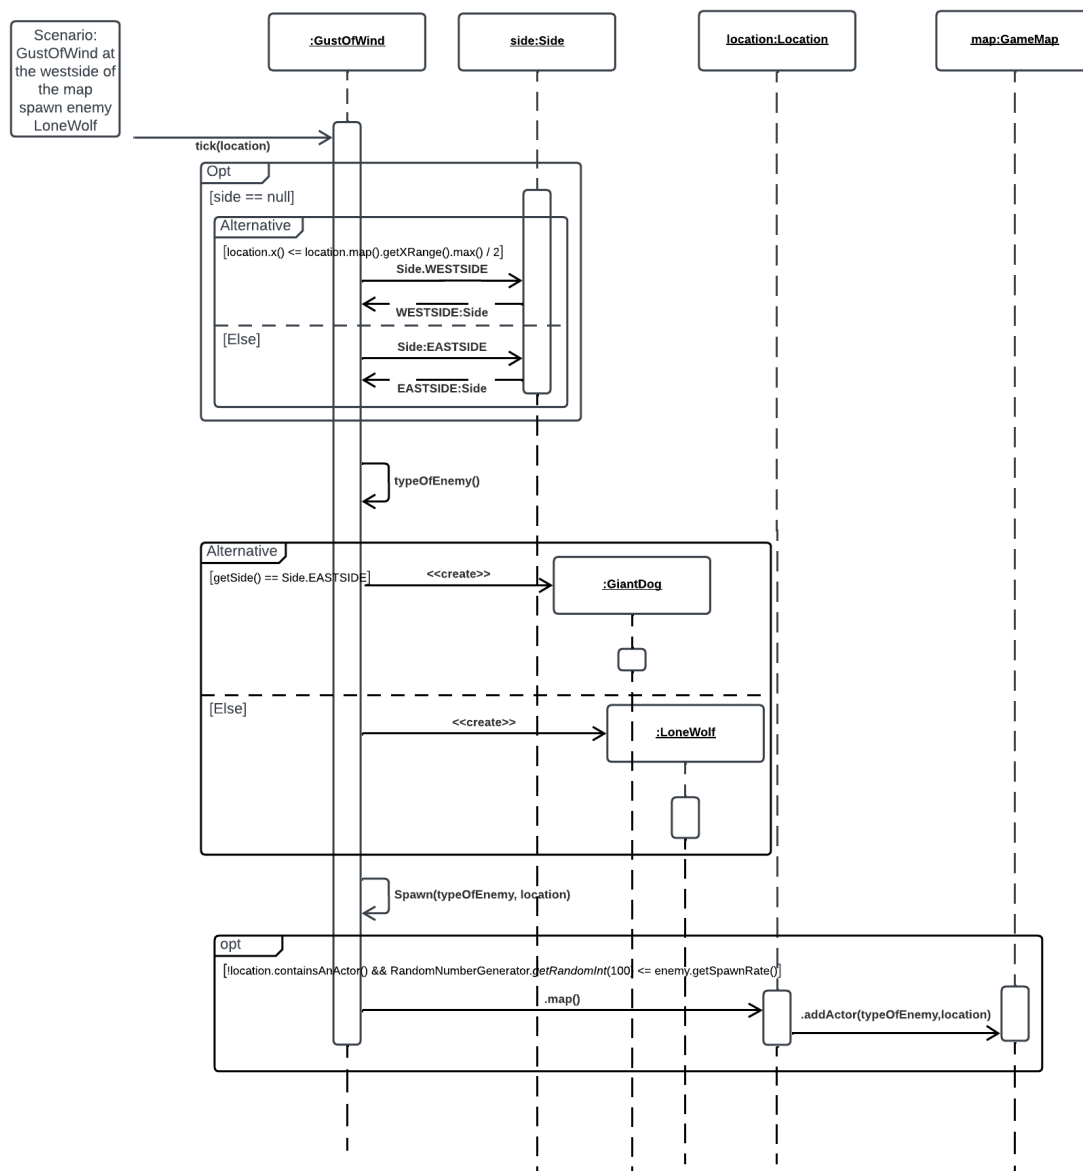 Scenario:
GustOfWind at
the westside of
the map
spawn enemy
LoneWolf
:GustOfWind
side:Side
location:Location
map:GameMap
tick(location)
Opt
[side == null]
Alternative
[location.x() <= location.map().getXRange().max() / 2]
Side.WESTSIDE
WESTSIDE:Side
[Else]
Side:EASTSIDE
EASTSIDE:Side
typeOfEnemy()
Alternative
[getSide() == Side.EASTSIDE]
<<create>>
:GiantDog
[Else]
<<create>>
:LoneWolf
Spawn(typeOfEnemy, location)
opt
[!location.containsAnActor() && RandomNumberGenerator.getRandomInt(100) <= enemy.getSpawnRate()]
.map()
.addActor(typeOfEnemy,location)